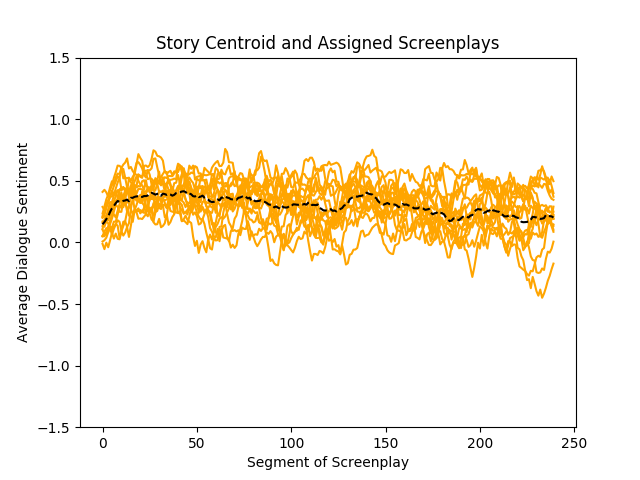 Story Centroid and Assigned Screenplays
1.5
1.0
0.5
0.0
−0.5
−1.0
−1.5
Average Dialogue Sentiment
0 50 100 150 200 250
Segment of Screenplay